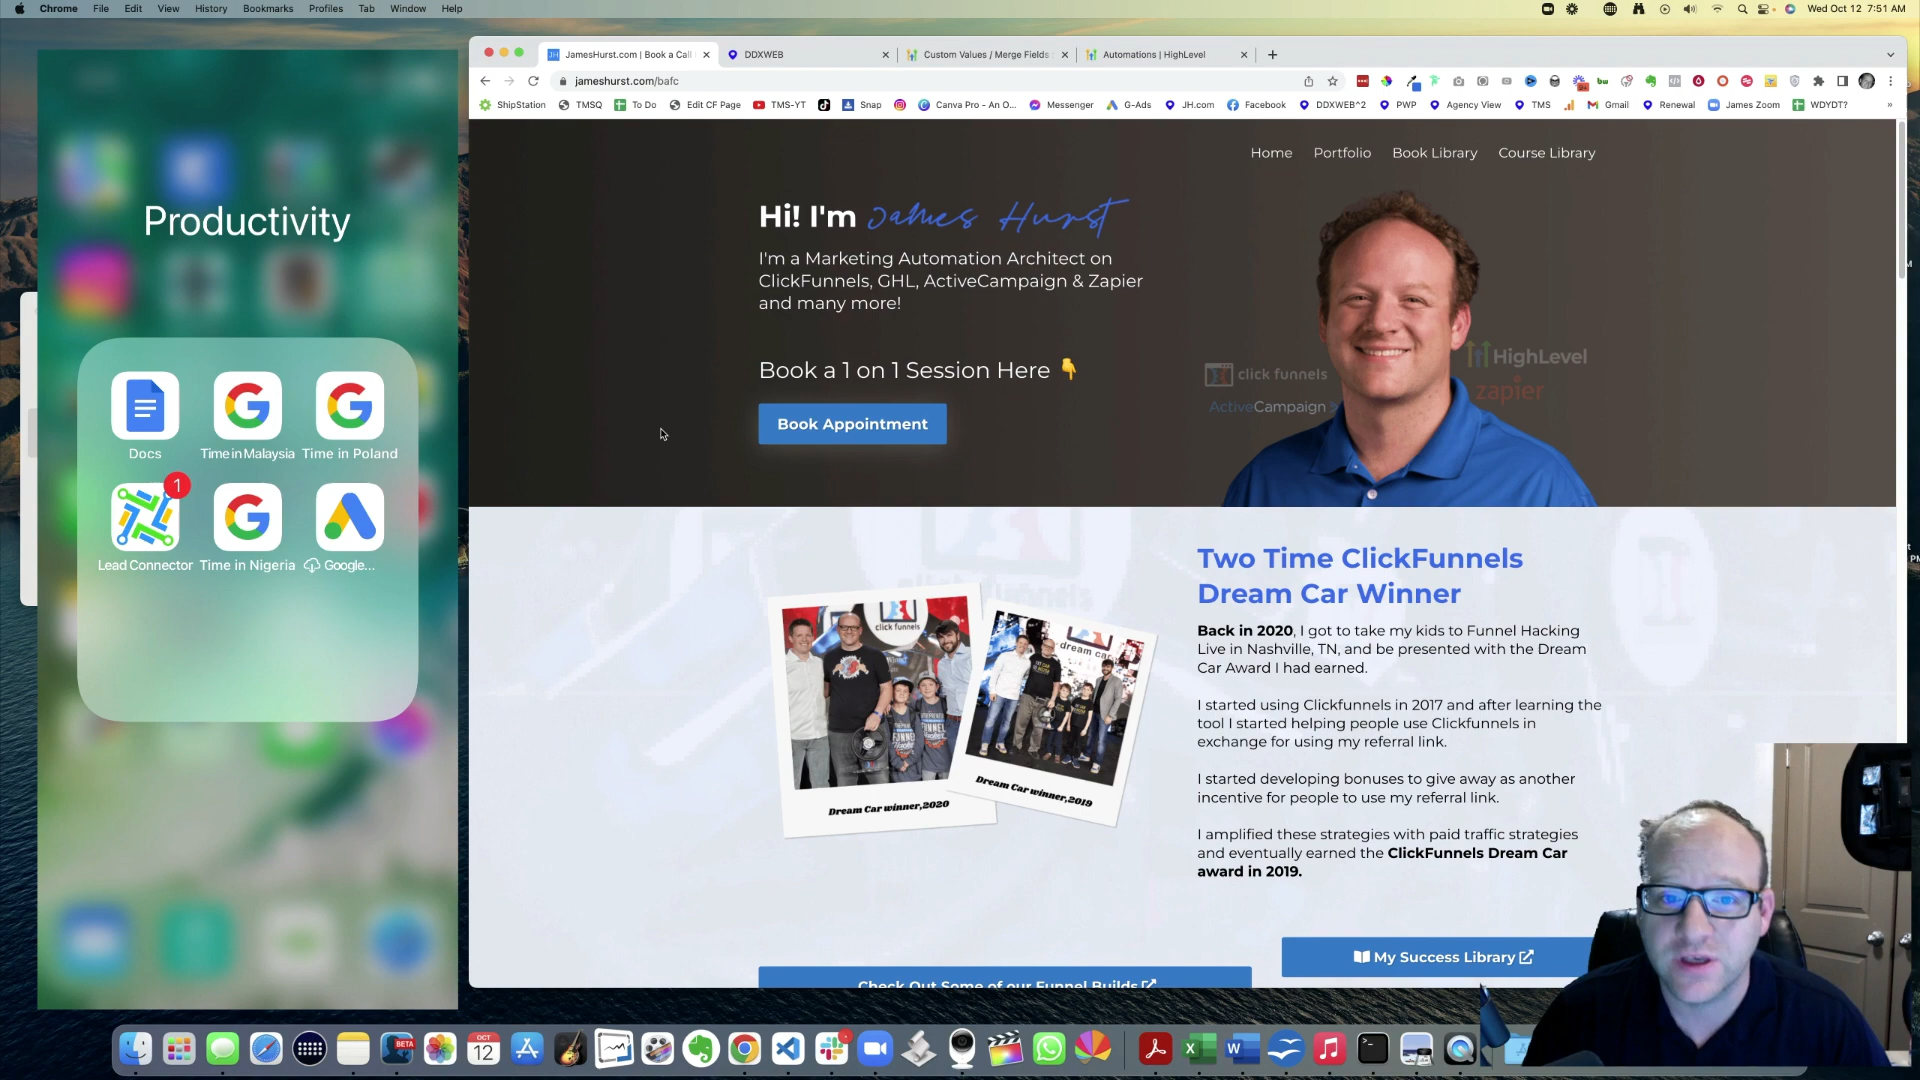 Chrome File Edit View History Bookmarks Profiles Tab Window Help
Wed Oct 12 7:51 AM
JamesHurst.com | Book a Call
DDXWEB
Custom Values / Merge Fields
Automations | HighLevel
jameshurst.com/bafc
ShipStation TMSQ To Do Edit CF Page TMS-YT Snap Canva Pro - An O... Messenger G-Ads JH.com Facebook DDXWEB^2 PWP Agency View TMS Gmail Renewal James Zoom WDYDT? »
Productivity
Docs
Time in Malaysia
Time in Poland
1
Lead Connector
Time in Nigeria
Google...
Home Portfolio Book Library Course Library
Hi! I'm James Hurst
I'm a Marketing Automation Architect on
ClickFunnels, GHL, ActiveCampaign & Zapier
and many more!
Book a 1 on 1 Session Here 👇
Book Appointment
click funnels
ActiveCampaign >
HighLevel
zapier
Two Time ClickFunnels
Dream Car Winner
Back in 2020, I got to take my kids to Funnel Hacking
Live in Nashville, TN, and be presented with the Dream
Car Award I had earned.
I started using Clickfunnels in 2017 and after learning the
tool I started helping people use Clickfunnels in
exchange for using my referral link.
I started developing bonuses to give away as another
incentive for people to use my referral link.
I amplified these strategies with paid traffic strategies
and eventually earned the ClickFunnels Dream Car
award in 2019.
click funnels
dream car
Dream Car winner,2020
Dream Car winner,2019
My Success Library
Check Out Some of our Funnel Builds
OCT
12
BETA